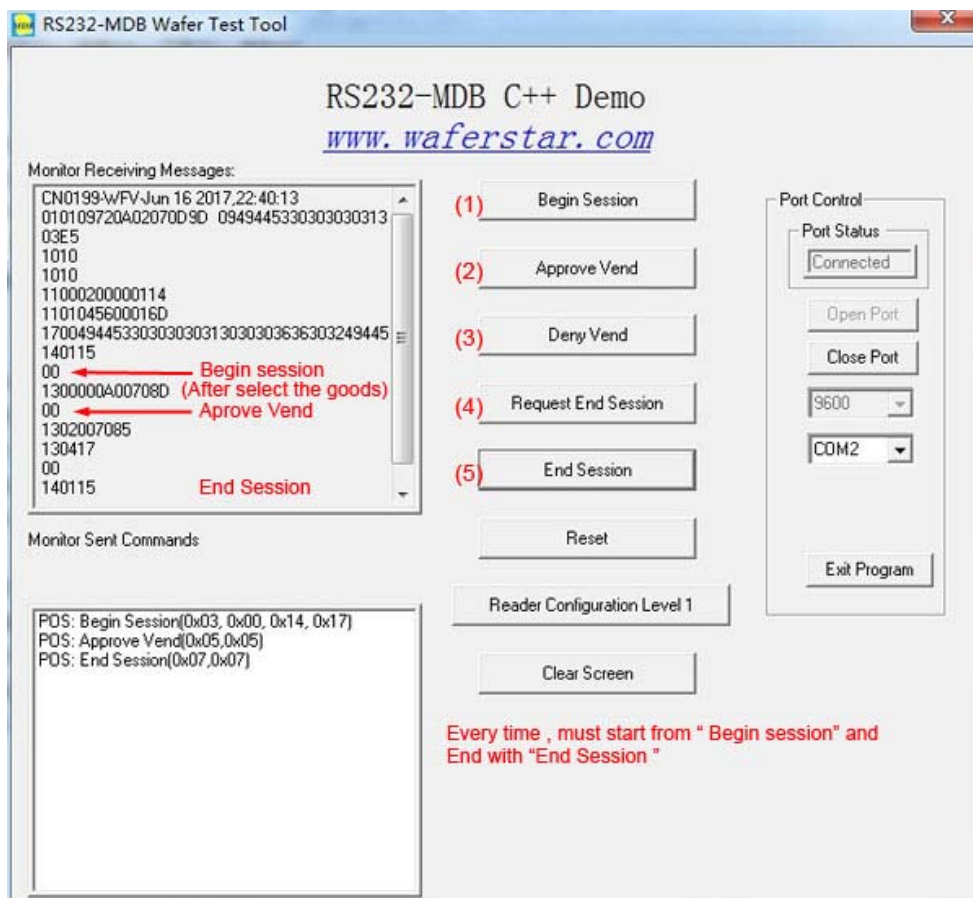 RS232-MDB Wafer Test Tool
RS232-MDB C++ Demo
www.waferstar.com
Monitor Receiving Messages:
CN0199-WFV-Jun 16 2017,22:40:13
010109720A02070D9D 0949445330303030313
03E5
1010
1010
11000200000114
1101045600016D
1700494453303030303130303036363032494​45
140115
00 Begin session
1300000A00708D (After select the goods)
00 Aprove Vend
1302007085
130417
00
140115 End Session
Monitor Sent Commands
POS: Begin Session(0x03, 0x00, 0x14, 0x17)
POS: Approve Vend(0x05,0x05)
POS: End Session(0x07,0x07)
(1) Begin Session
(2) Approve Vend
(3) Deny Vend
(4) Request End Session
(5) End Session
Reset
Reader Configuration Level 1
Clear Screen
Every time , must start from “ Begin session” and
End with “End Session ”
Port Control
Port Status
Connected
Open Port
Close Port
9600
COM2
Exit Program